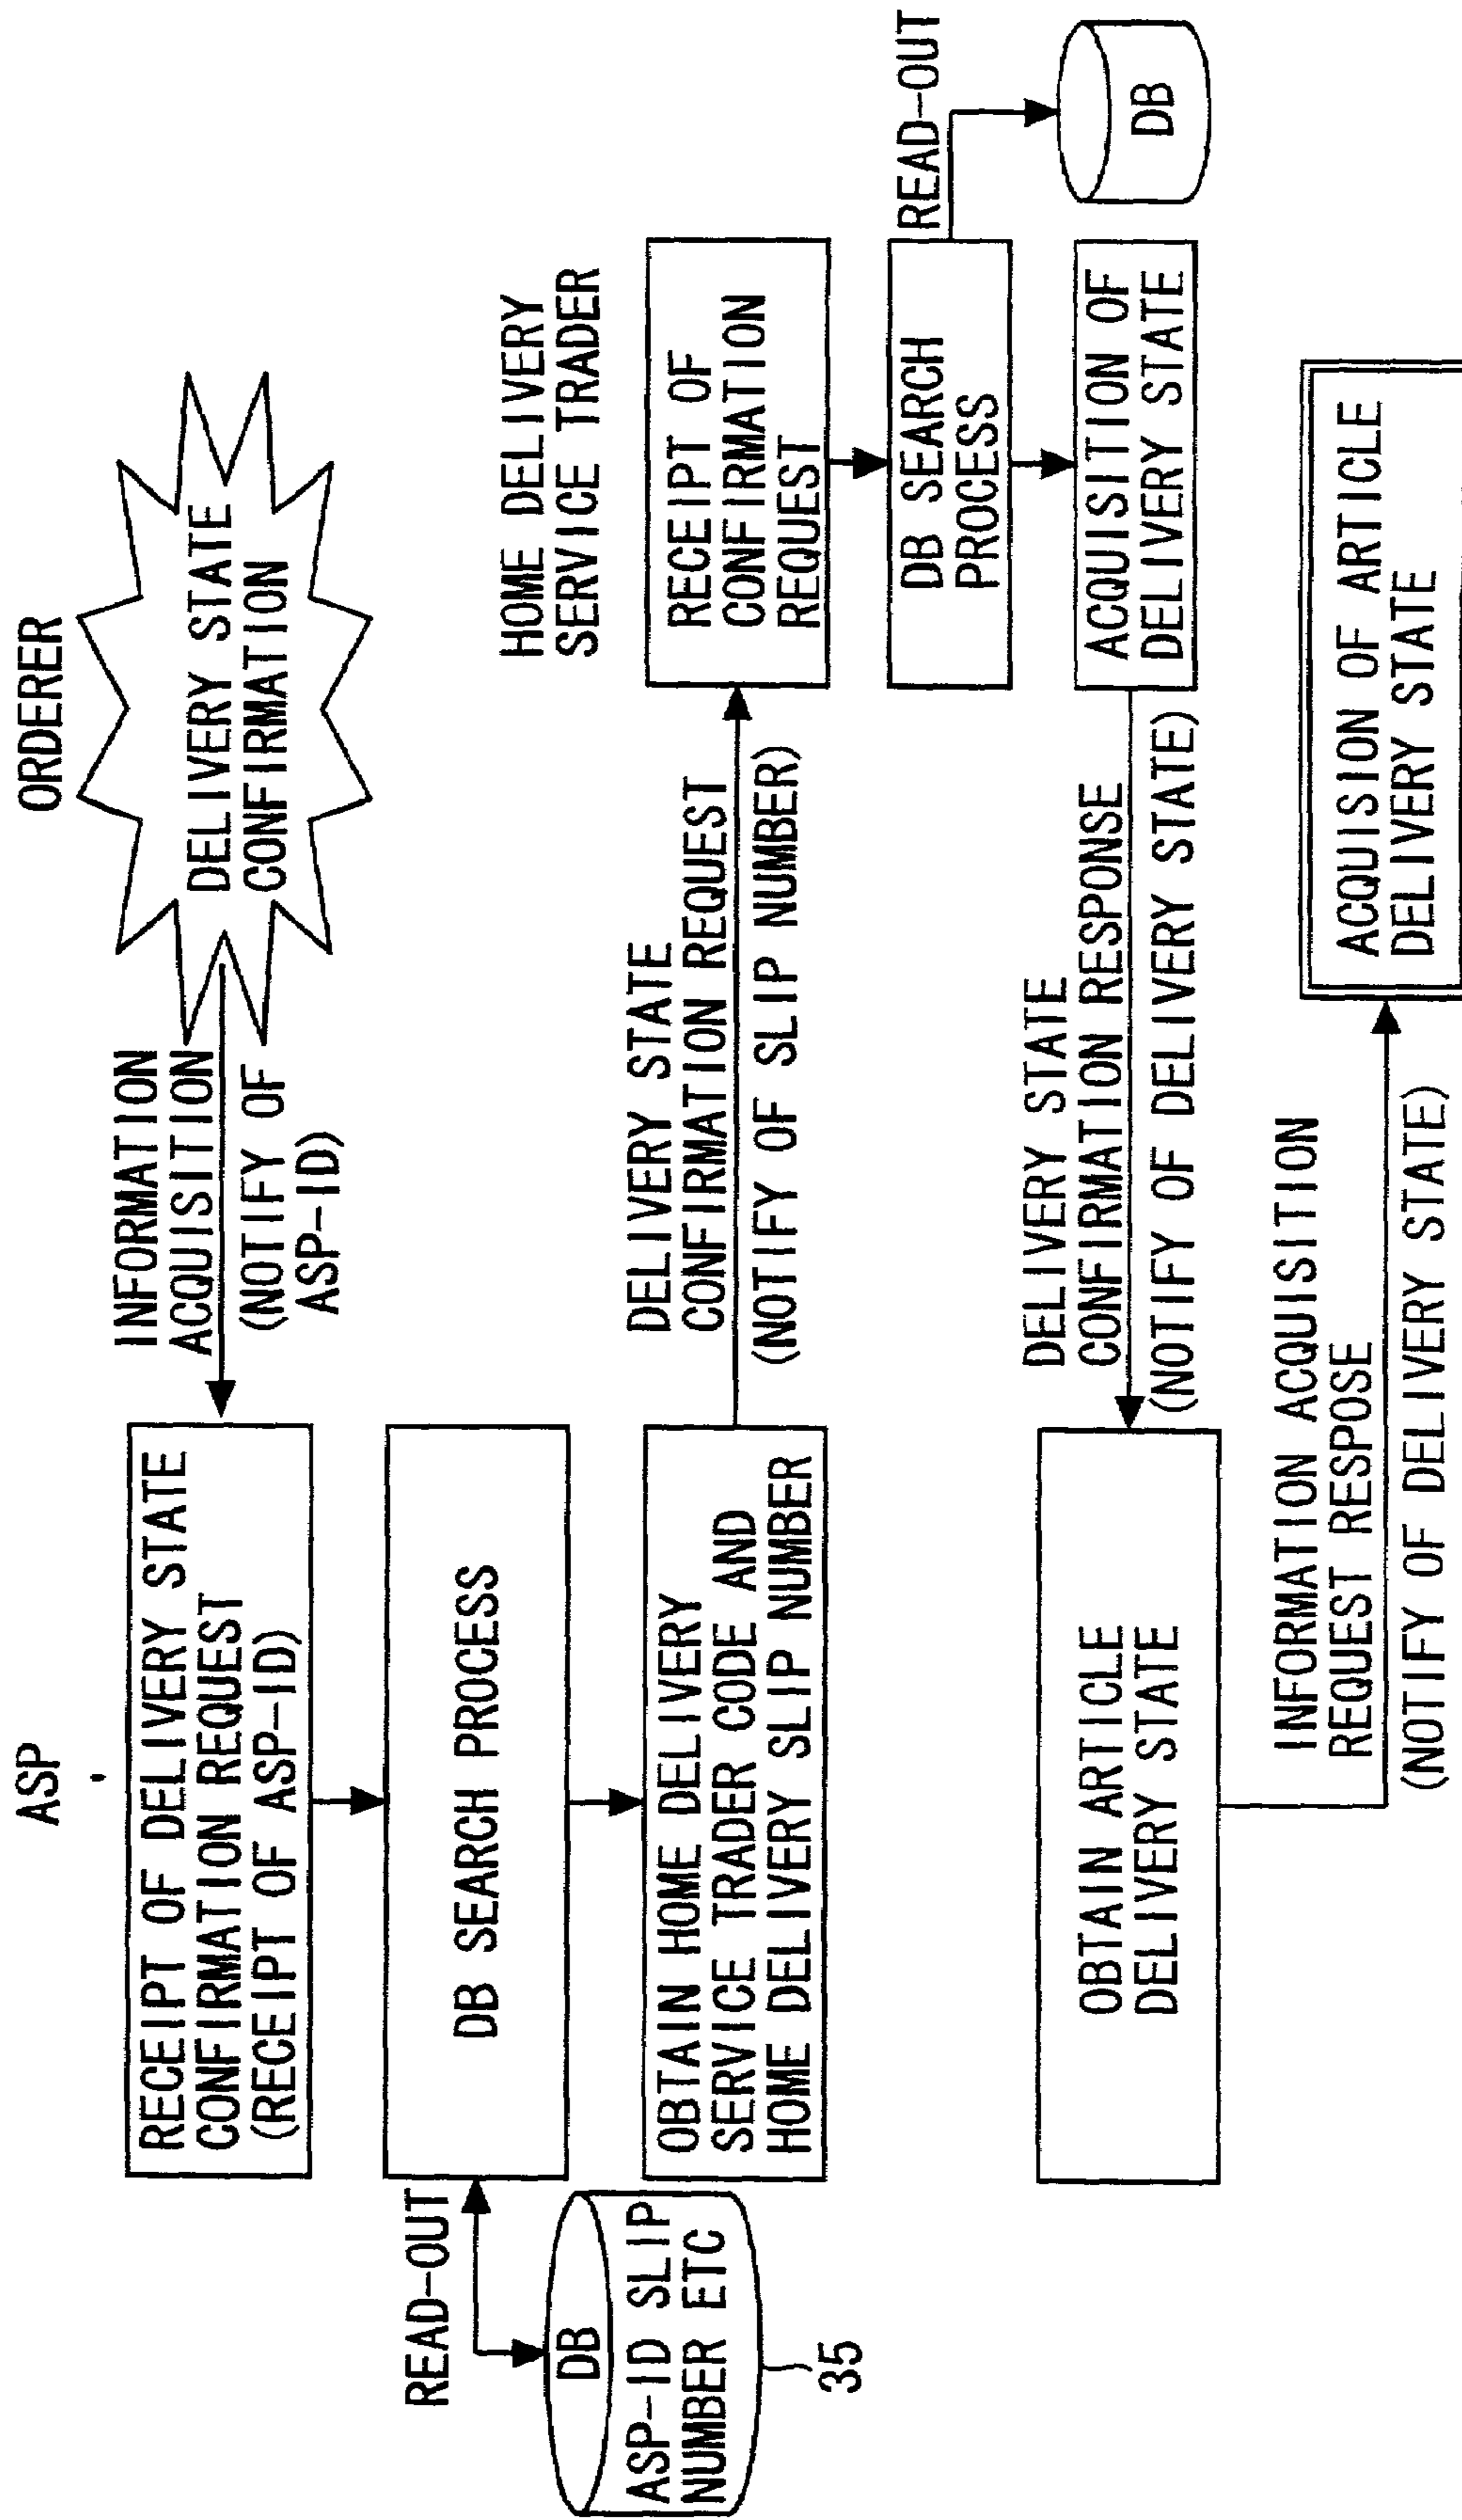 ASP
ORDERER
RECEIPT OF DELIVERY STATE
CONFIRMATION REQUEST
(RECEIPT OF ASP-ID)
INFORMATION
ACQUISITION
(NOTIFY OF
ASP-ID)
DELIVERY STATE
CONFIRMATION
READ-OUT
DB
ASP-ID SLIP
NUMBER ETC
35
DB SEARCH PROCESS
OBTAIN HOME DELIVERY
SERVICE TRADER CODE AND
HOME DELIVERY SLIP NUMBER
DELIVERY STATE
CONFIRMATION REQUEST
(NOTIFY OF SLIP NUMBER)
HOME DELIVERY
SERVICE TRADER
RECEIPT OF
CONFIRMATION
REQUEST
DB SEARCH
PROCESS
READ-OUT
DB
ACQUISITION OF
DELIVERY STATE
DELIVERY STATE
CONFIRMATION RESPONSE
(NOTIFY OF DELIVERY STATE)
OBTAIN ARTICLE
DELIVERY STATE
INFORMATION ACQUISITION
REQUEST RESPOSE
(NOTIFY OF DELIVERY STATE)
ACQUISION OF ARTICLE
DELIVERY STATE